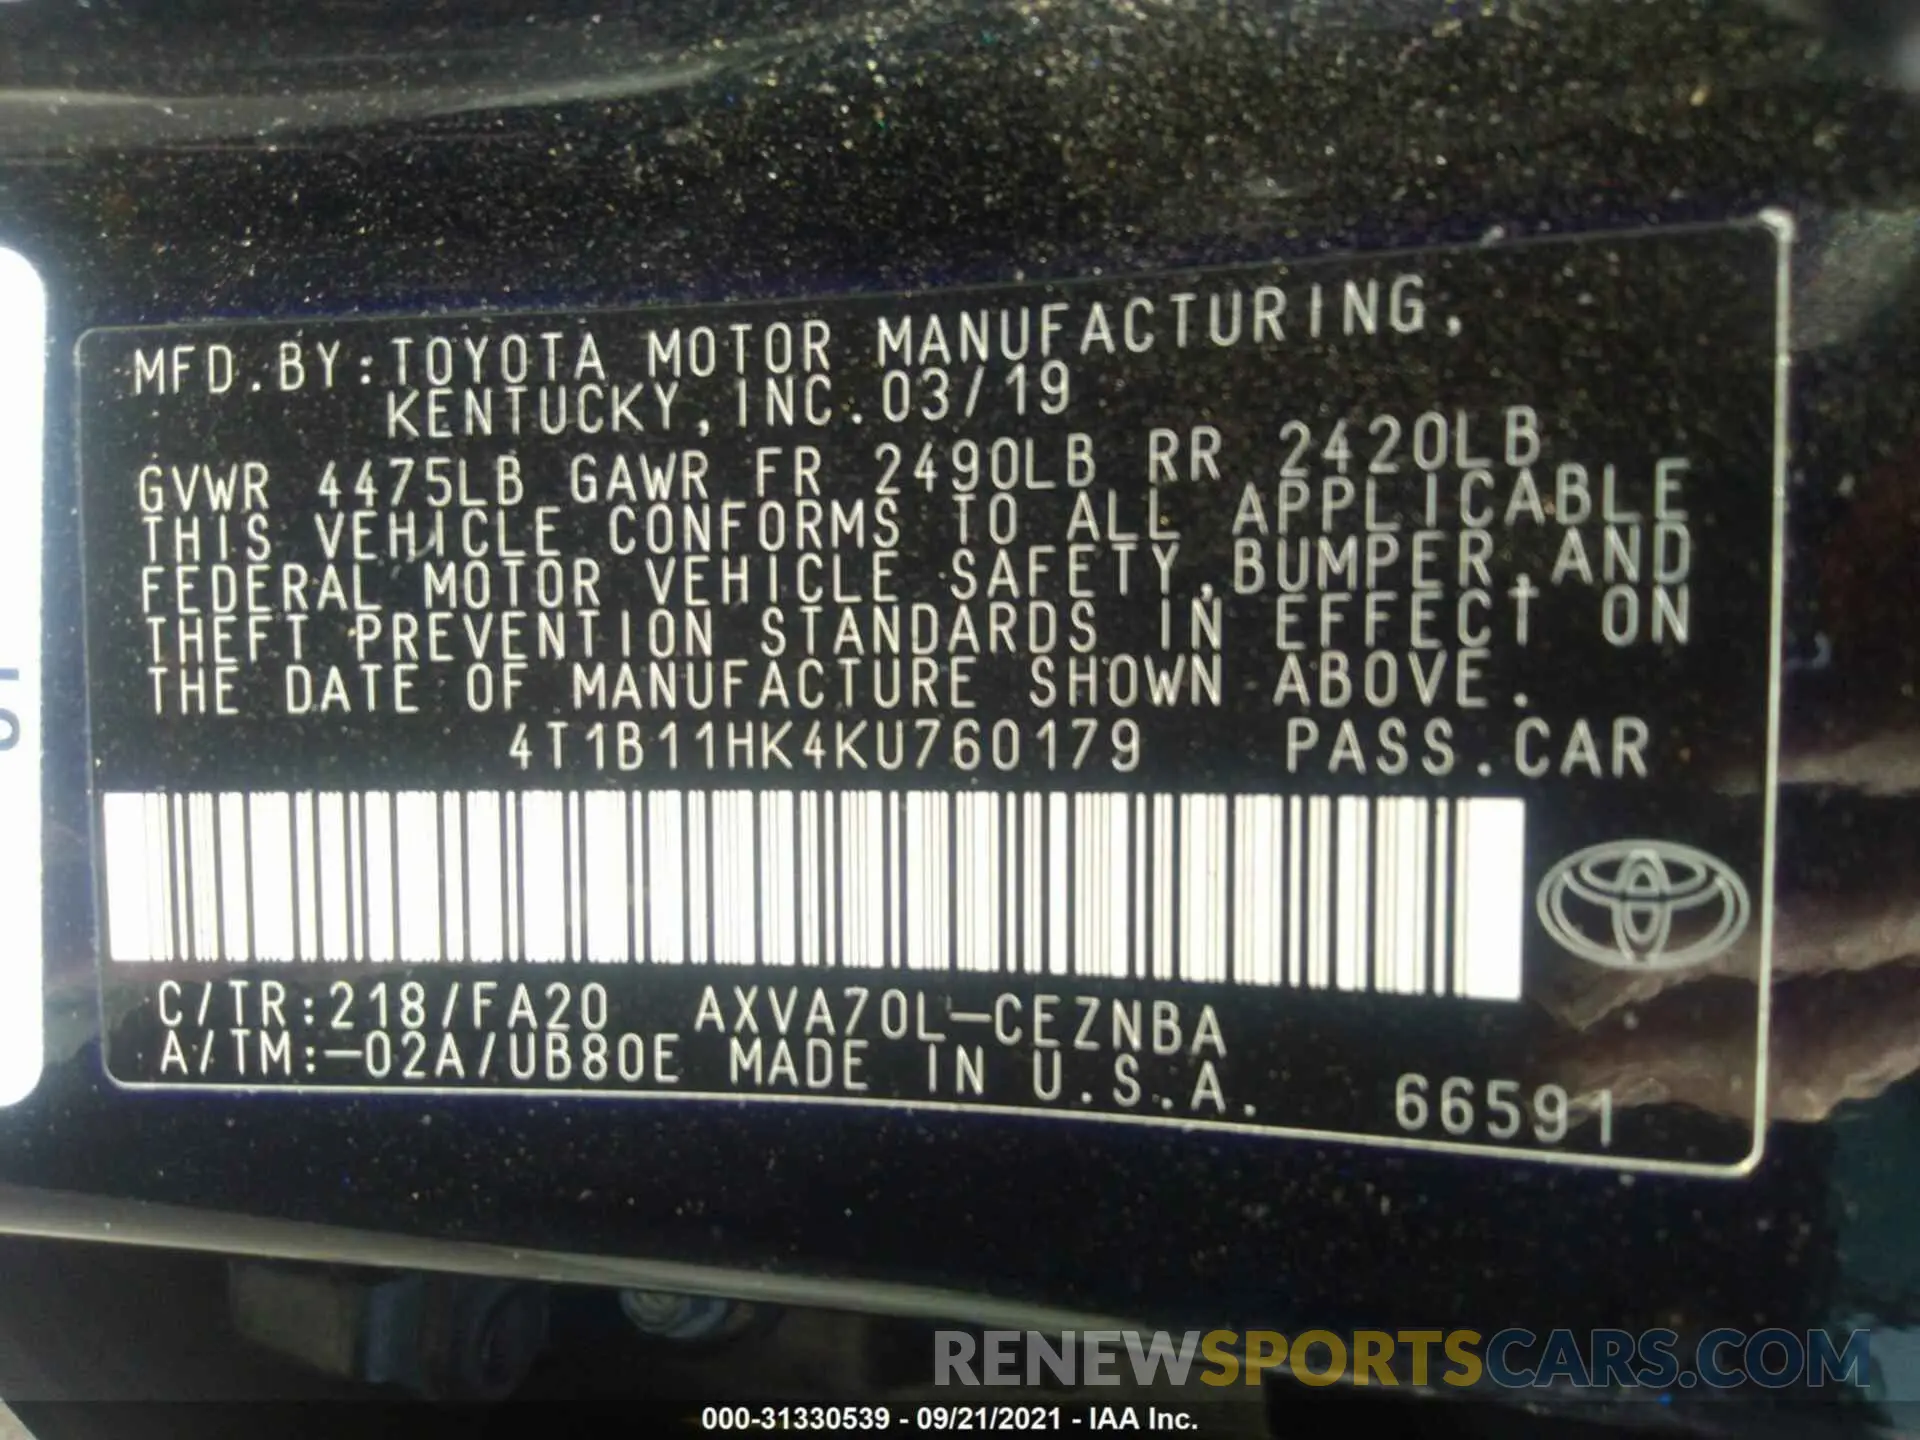 MFD.BY:TOYOTA MOTOR MANUFACTURING,
KENTUCKY, INC. 03/19
GVWR 4475LB GAWR FR 2490LB RR 2420LB
THIS VEHICLE CONFORMS TO ALL APPLICABLE
FEDERAL MOTOR VEHICLE SAFETY, BUMPER, AND
THEFT PREVENTION STANDARDS IN EFFECT ON
THE DATE OF MANUFACTURE SHOWN ABOVE.
4T1B11HK4KU760179 PASS.CAR
C/TR:218/FA20 AXVA70L-CEZNBA
A/TM:-02A/UB80E MADE IN U.S.A. 66591
RENEWSPORTSCARS.COM
000-31330539 - 09/21/2021 - IAA Inc.